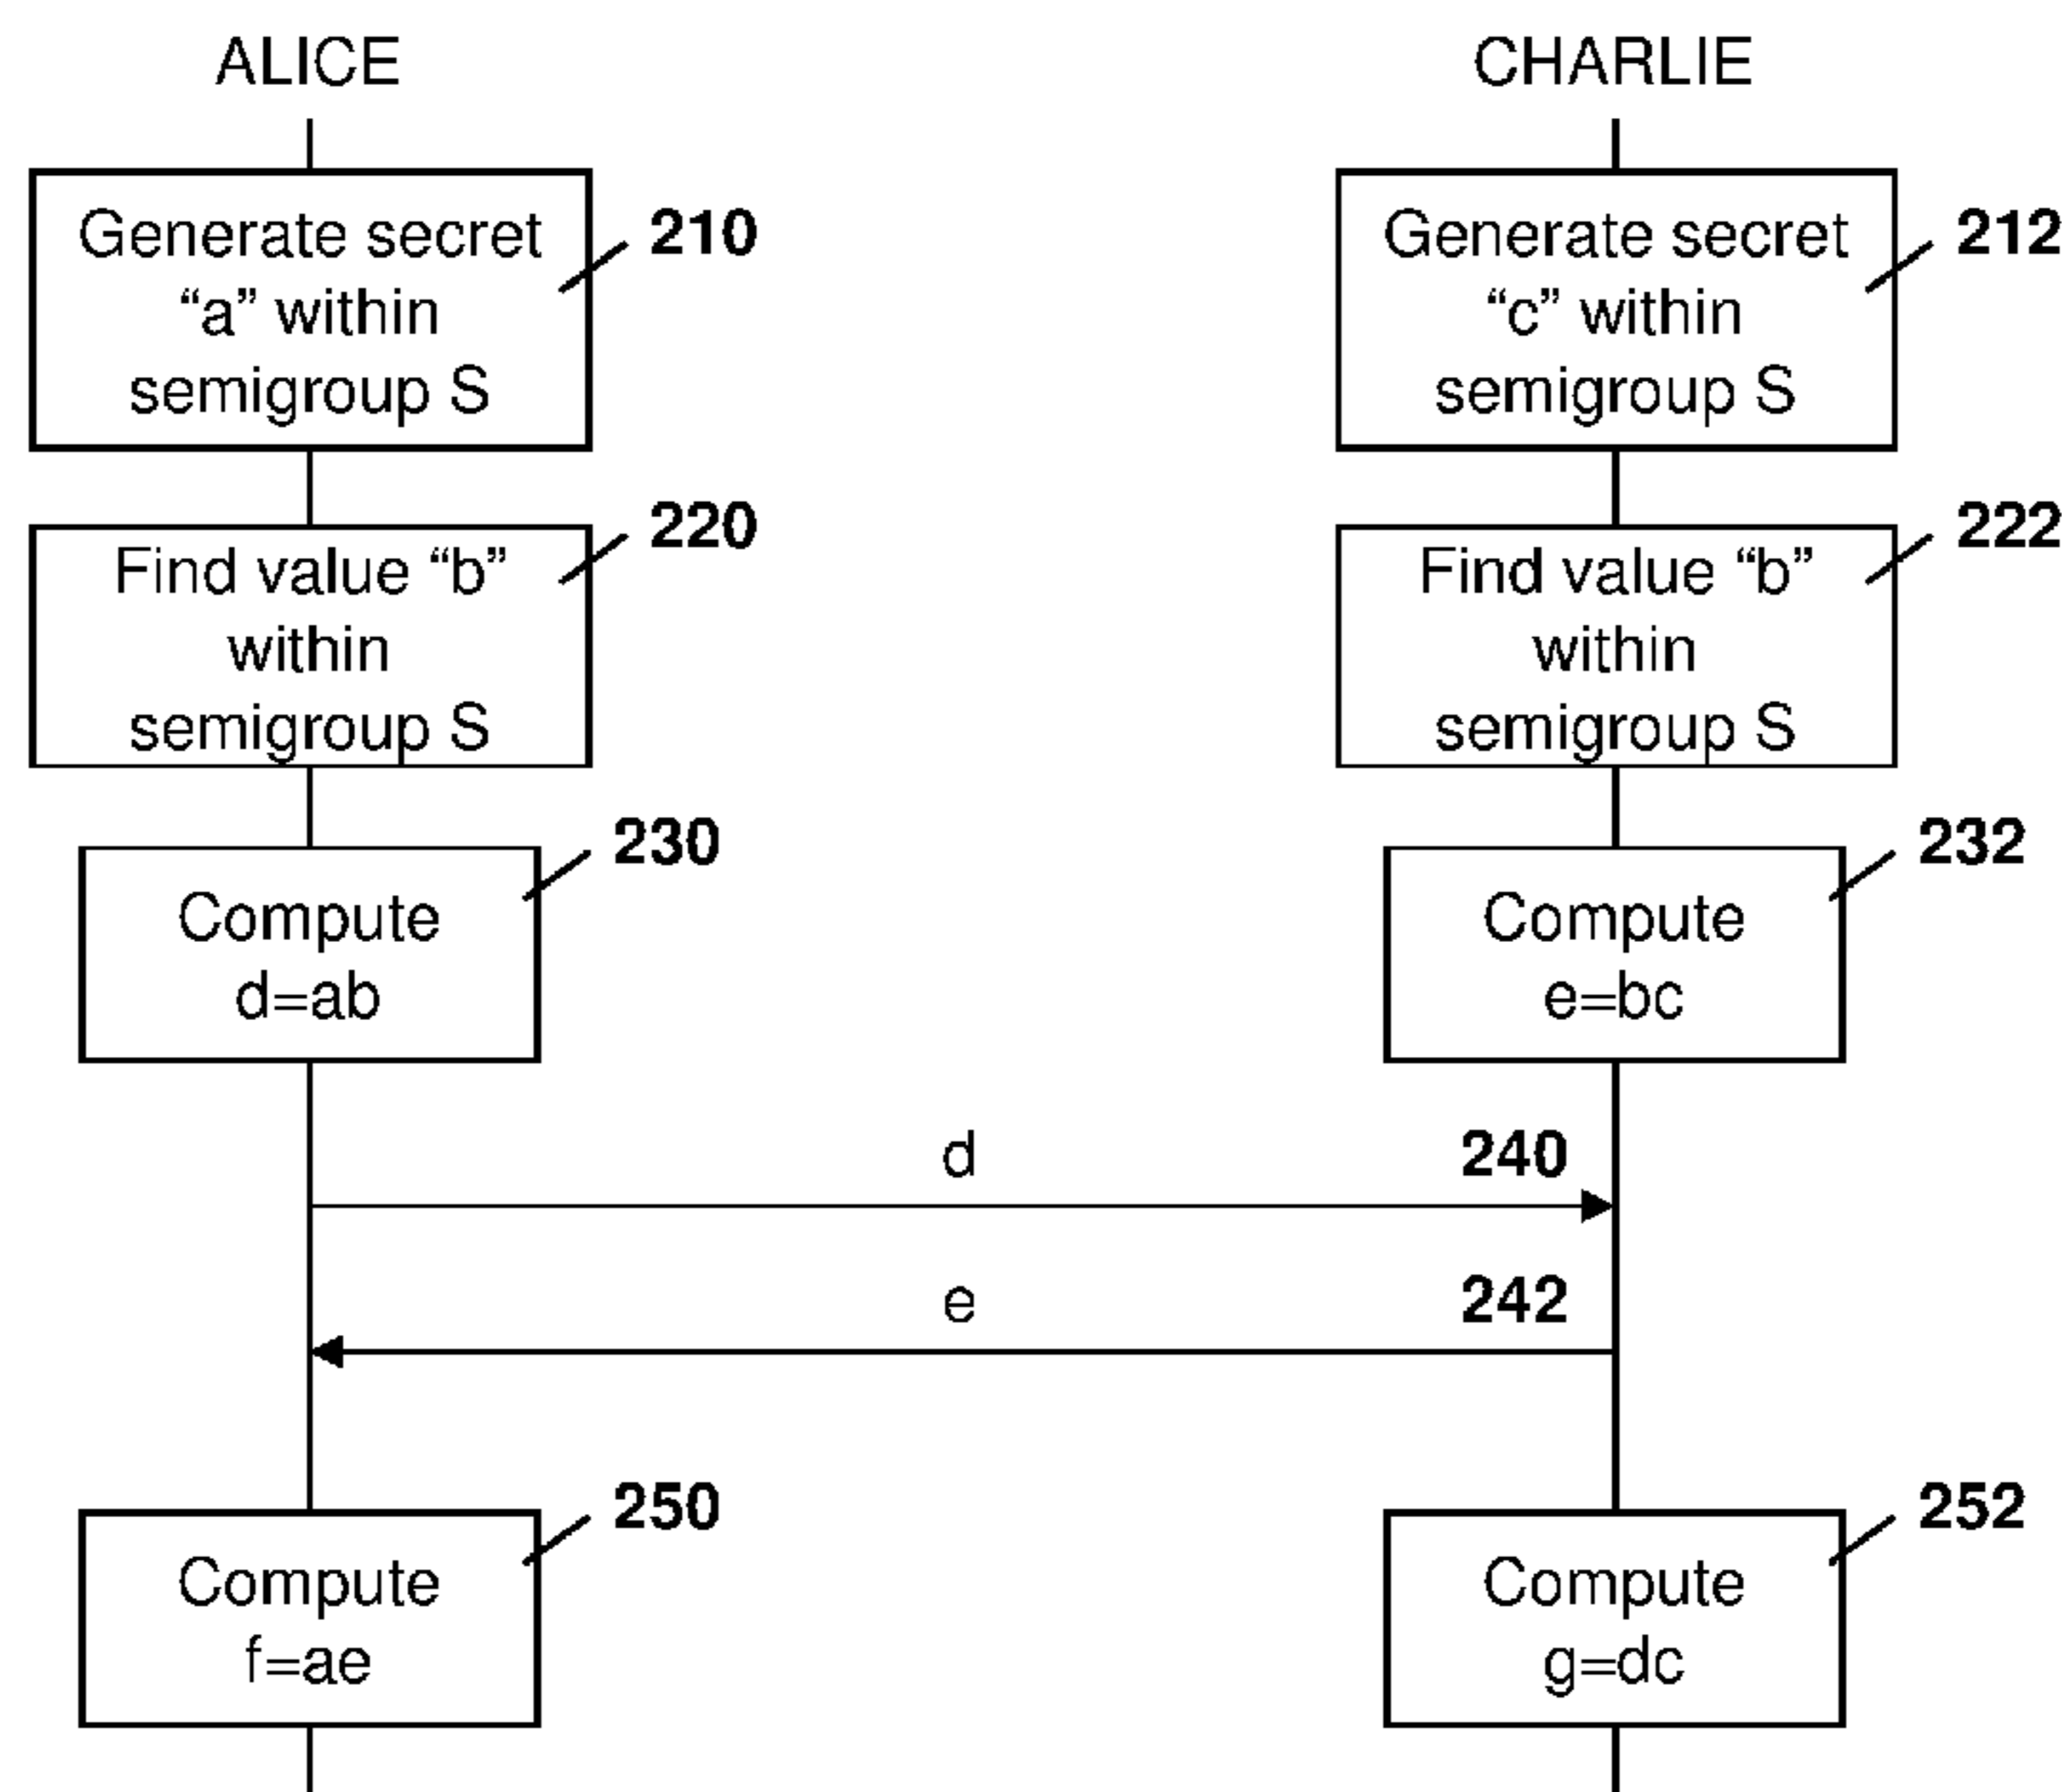 ALICE
CHARLIE
Generate secret
“a” within
semigroup S
210
Generate secret
“c” within
semigroup S
212
Find value “b”
within
semigroup S
220
Find value “b”
within
semigroup S
222
Compute
d=ab
230
Compute
e=bc
232
d
240
e
242
Compute
f=ae
250
Compute
g=dc
252